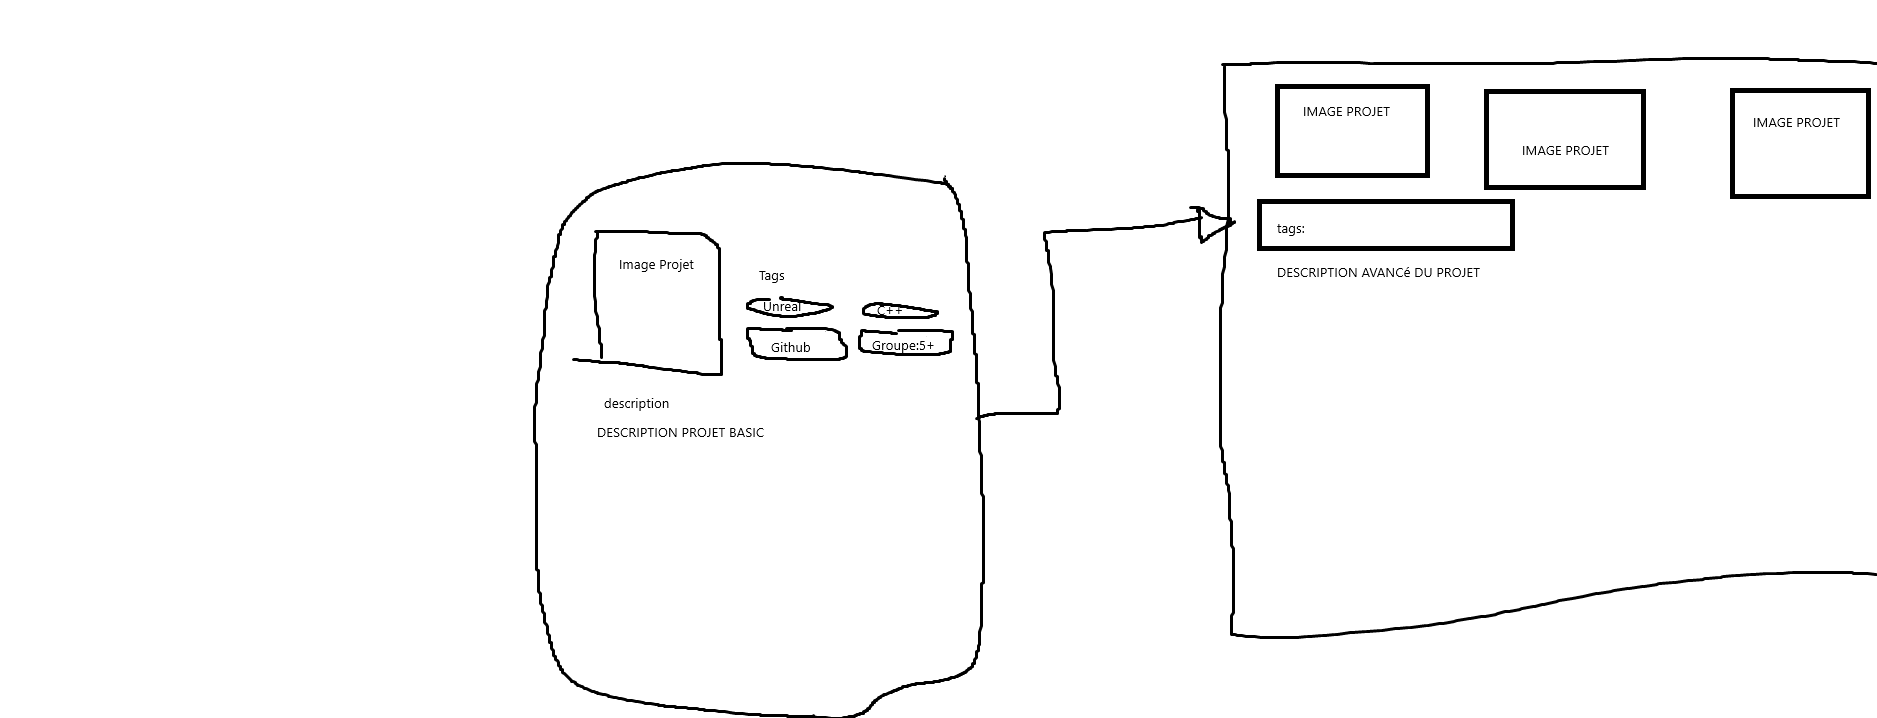 Image Projet
Tags
Unreal
C++
Github
Groupe:5+
description
DESCRIPTION PROJET BASIC
IMAGE PROJET
IMAGE PROJET
IMAGE PROJET
tags:
DESCRIPTION AVANCé DU PROJET